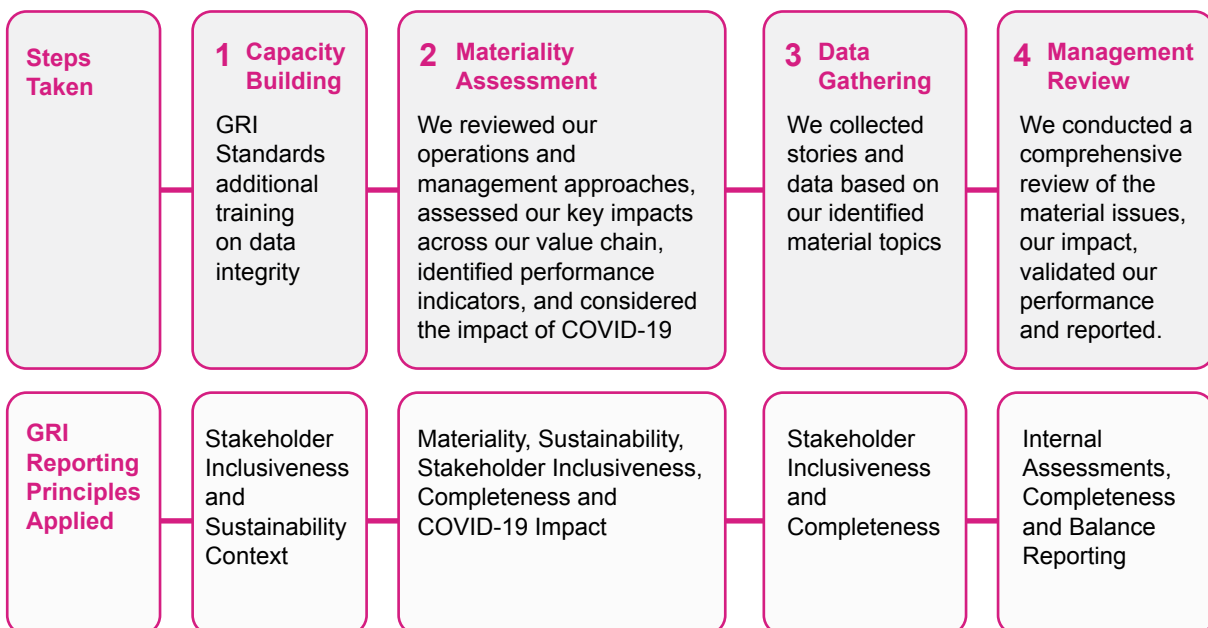 Steps
Taken
1 Capacity
Building
GRI
Standards
additional
training
on data
integrity
2 Materiality
Assessment
We reviewed our
operations and
management approaches,
assessed our key impacts
across our value chain,
identified performance
indicators, and considered
the impact of COVID-19
3 Data
Gathering
We collected
stories and
data based on
our identified
material topics
4 Management
Review
We conducted a
comprehensive
review of the
material issues,
our impact,
validated our
performance
and reported.
GRI
Reporting
Principles
Applied
Stakeholder
Inclusiveness
and
Sustainability
Context
Materiality, Sustainability,
Stakeholder Inclusiveness,
Completeness and
COVID-19 Impact
Stakeholder
Inclusiveness
and
Completeness
Internal
Assessments,
Completeness
and Balance
Reporting